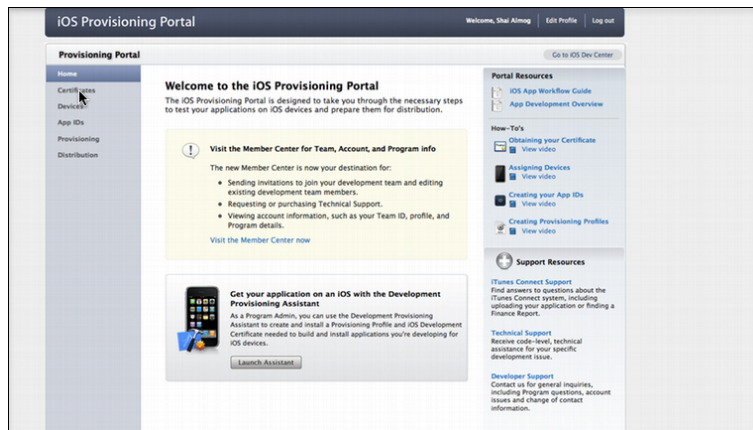 iOS Provisioning Portal
Welcome, Shai Almog
Edit Profile
Log out
Provisioning Portal
Go to iOS Dev Center
Home
Certificates
Devices
App IDs
Provisioning
Distribution
Welcome to the iOS Provisioning Portal
The iOS Provisioning Portal is designed to take you through the necessary steps
to test your applications on iOS devices and prepare them for distribution.
Visit the Member Center for Team, Account, and Program info
The new Member Center is now your destination for:
• Sending invitations to join your development team and editing
existing development team members.
• Requesting or purchasing Technical Support.
• Viewing account information, such as your Team ID, profile, and
Program details.
Visit the Member Center now
Get your application on an iOS with the Development
Provisioning Assistant
As a Program Admin, you can use the Development Provisioning
Assistant to create and install a Provisioning Profile and iOS Development
Certificate needed to build and install applications you're developing for
iOS devices.
Launch Assistant
Portal Resources
iOS App Workflow Guide
App Development Overview
How-To's
Obtaining your Certificate
View video
Assigning Devices
View video
Creating your App IDs
View video
Creating Provisioning Profiles
View video
Support Resources
iTunes Connect Support
Find answers to questions about the
iTunes Connect system, including
uploading your application or finding a
Finance Report.
Technical Support
Receive code-level, technical
assistance for your specific
development issue.
Developer Support
Contact us for general inquiries,
including Program questions, account
issues and change of contact
information.